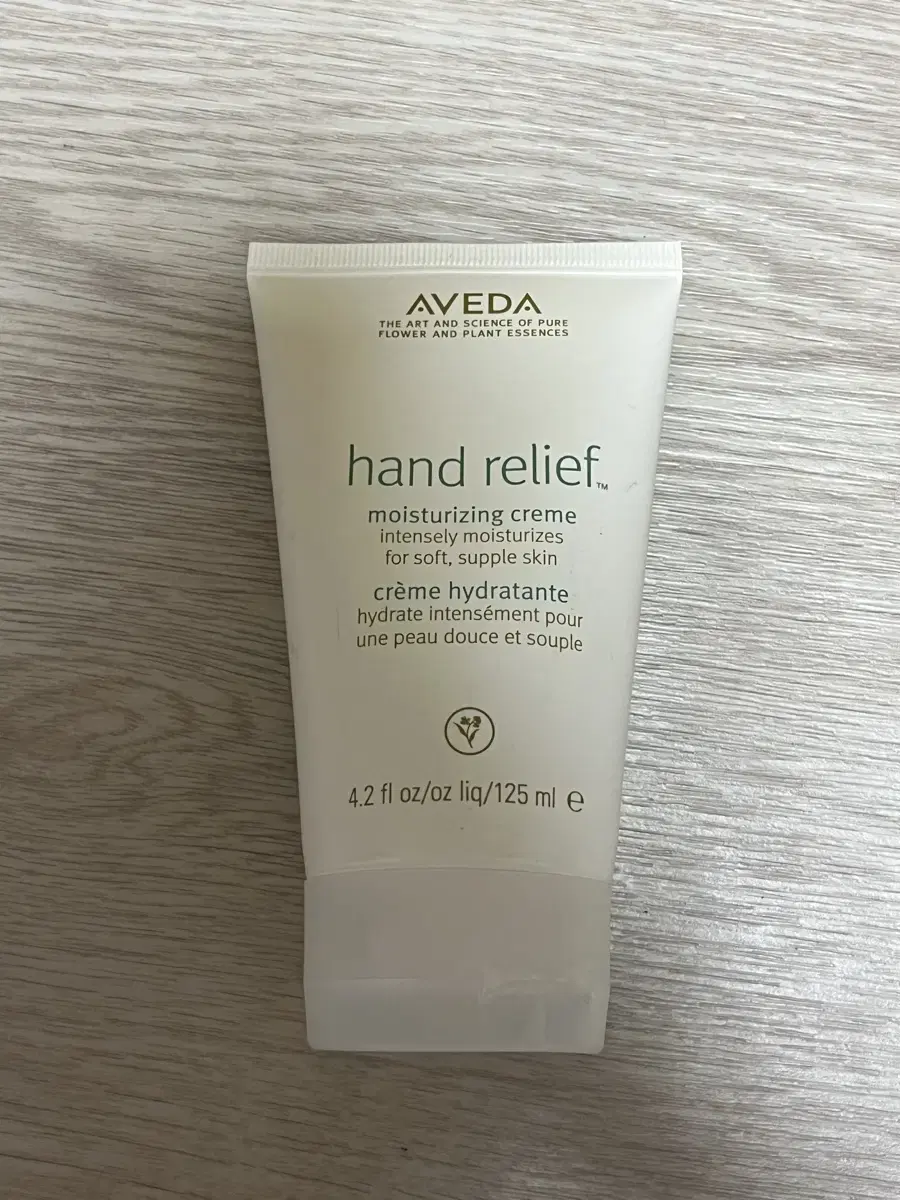 AVEDA
THE ART AND SCIENCE OF PURE
FLOWER AND PLANT ESSENCES
hand relief™
moisturizing creme
intensely moisturizes
for soft, supple skin
crème hydratante
hydrate intensément pour
une peau douce et souple
4.2 fl oz/oz liq/125 ml ℮